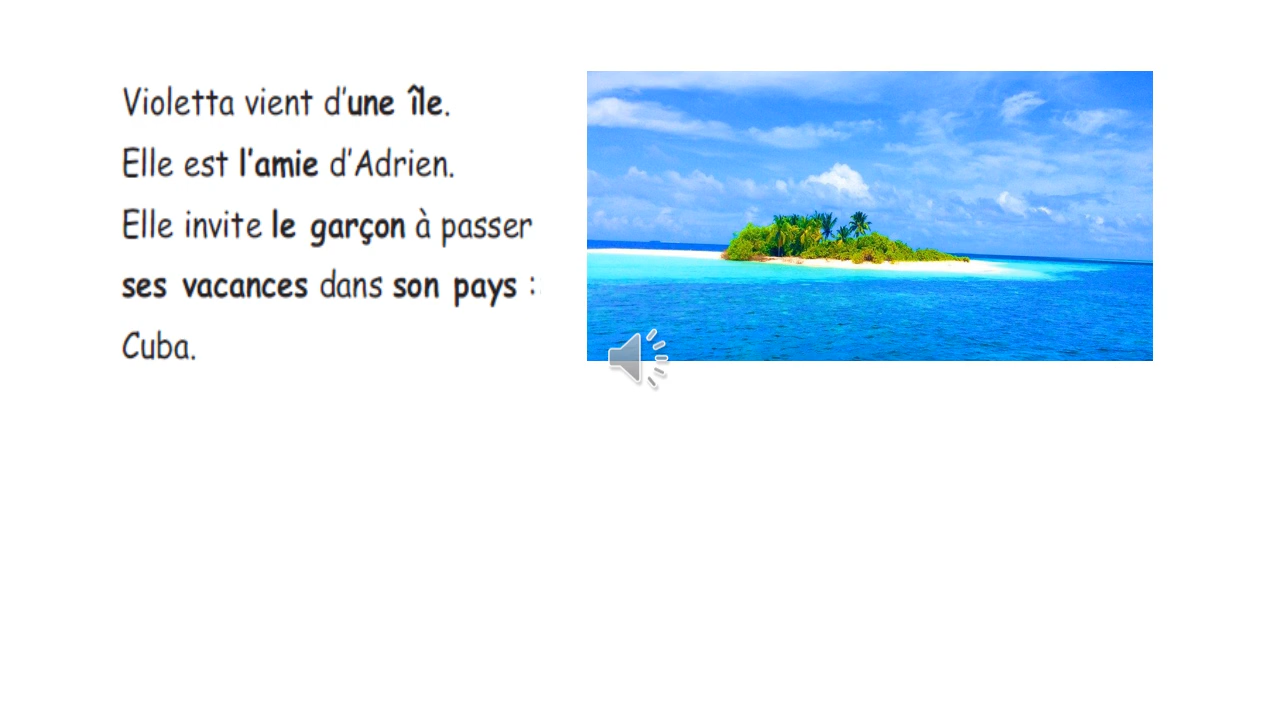 Violetta vient d'une île.
Elle est l'amie d'Adrien.
Elle invite le garçon à passer
ses vacances dans son pays :
Cuba.